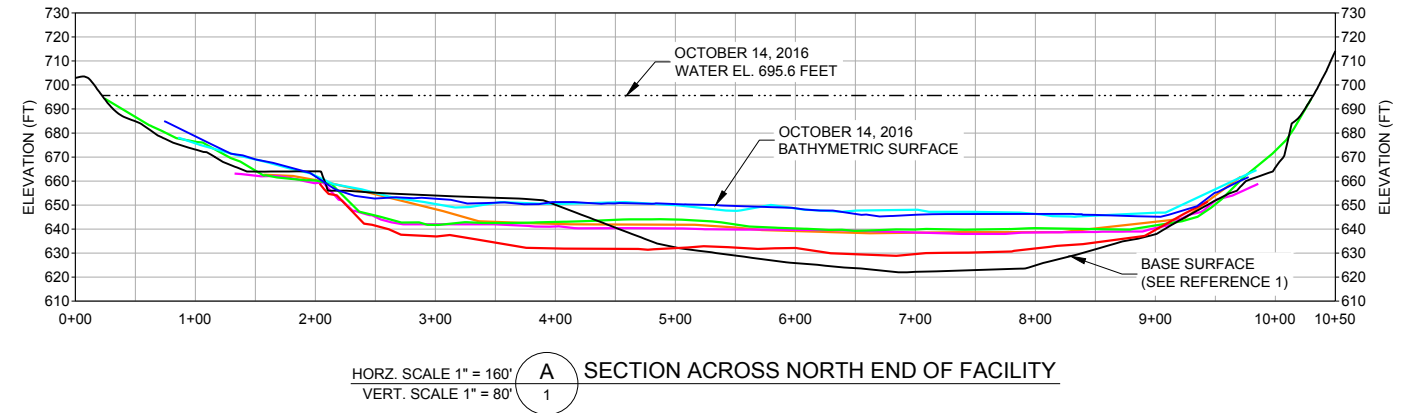 730
720
710
700
690
680
670
660
650
640
630
620
610
ELEVATION (FT)
OCTOBER 14, 2016
WATER EL. 695.6 FEET
OCTOBER 14, 2016
BATHYMETRIC SURFACE
BASE SURFACE
(SEE REFERENCE 1)
730
720
710
700
690
680
670
660
650
640
630
620
610
ELEVATION (FT)
0+00 1+00 2+00 3+00 4+00 5+00 6+00 7+00 8+00 9+00 10+00 10+50
HORZ. SCALE 1" = 160'
VERT. SCALE 1" = 80'
A
1
SECTION ACROSS NORTH END OF FACILITY